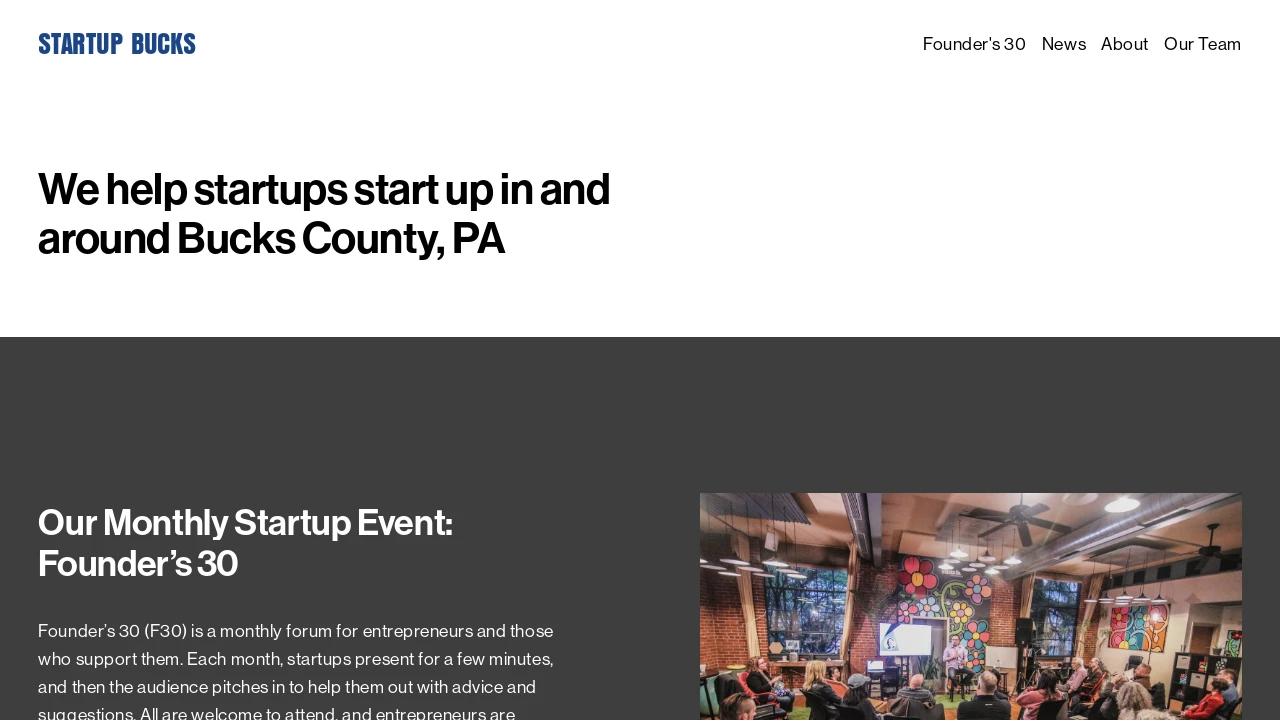 STARTUP BUCKS
Founder's 30
News
About
Our Team
We help startups start up in and
around Bucks County, PA
Our Monthly Startup Event:
Founder’s 30
Founder’s 30 (F30) is a monthly forum for entrepreneurs and those
who support them. Each month, startups present for a few minutes,
and then the audience pitches in to help them out with advice and
suggestions. All are welcome to attend, and entrepreneurs are